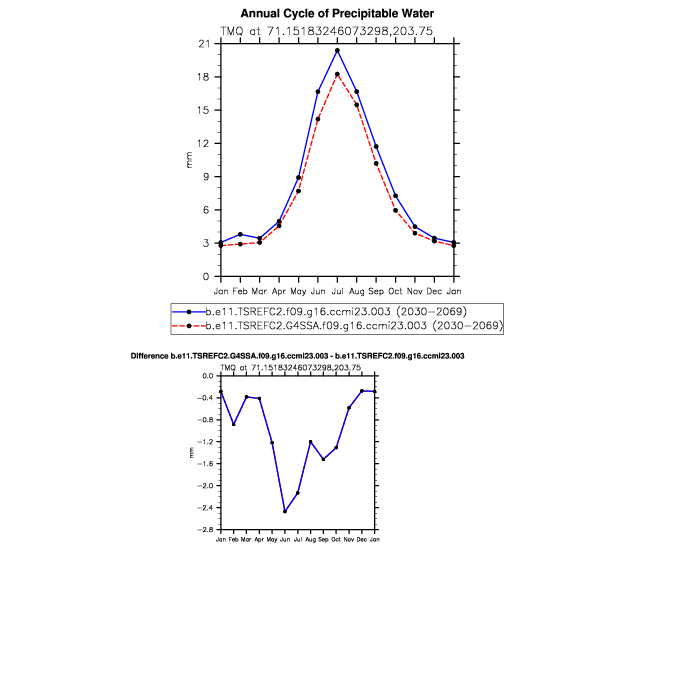 Annual Cycle of Precipitable Water
TMQ at 71.15183246073298,203.75
21
18
15
12
9
6
3
0
mm
Jan Feb Mar Apr May Jun Jul Aug Sep Oct Nov Dec Jan
b.e11.TSREFC2.f09.g16.ccmi23.003 (2030-2069)
b.e11.TSREFC2.G4SSA.f09.g16.ccmi23.003 (2030-2069)
Difference b.e11.TSREFC2.G4SSA.f09.g16.ccmi23.003 - b.e11.TSREFC2.f09.g16.ccmi23.003
TMQ at 71.15183246073298,203.75
0.0
-0.4
-0.8
-1.2
-1.6
-2.0
-2.4
-2.8
mm
Jan Feb Mar Apr May Jun Jul Aug Sep Oct Nov Dec Jan